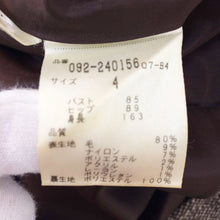 品番 092-240156 07-84
サイズ
4
バスト 85
ヒップ 89
身長 163
品質
表生地 毛 80%
ナイロン 9%
ポリエステル 7%
2%
2%
裏生地 ポリエステル 100%